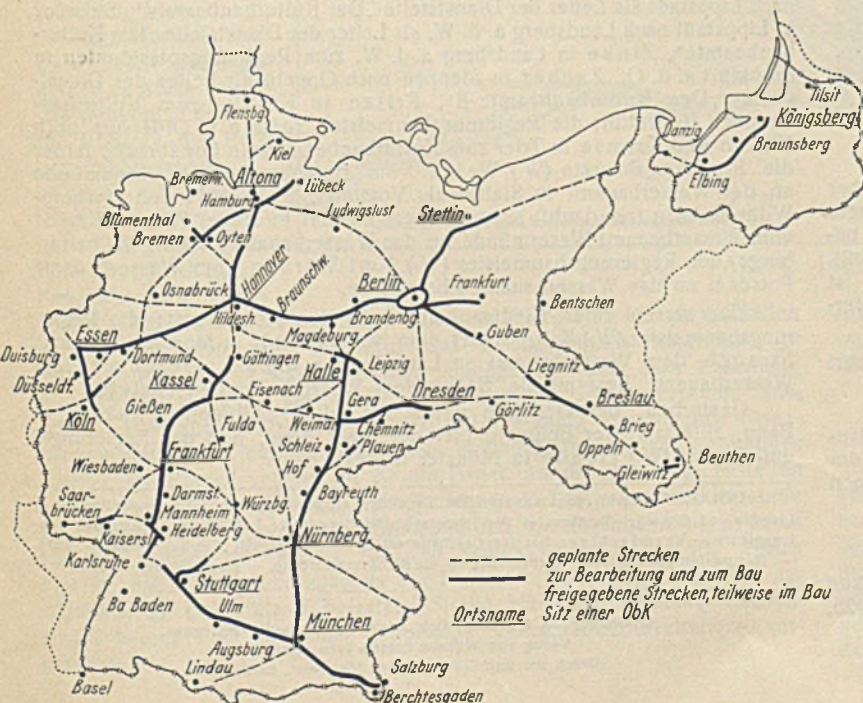 Flensbg.
Kiel
Tilsit
Königsberg
Danzig
Braunsberg
Elbing
Bremerh.
Altona
Hamburg
Lübeck
Blumenthal
Bremen
Oyten
Ludwigslust
Stettin
Hannover
Osnabrück
Braunschw.
Berlin
Frankfurt
Brandenbg.
Bentschen
Hildesh.
Essen
Magdeburg
Guben
Duisburg
Dortmund
Göttingen
Halle
Leipzig
Liegnitz
Düsseldf.
Kassel
Eisenach
Dresden
Breslau
Köln
Gießen
Gera
Görlitz
Weimar
Chemnitz
Brieg
Fulda
Schleiz
Plauen
Oppeln
Frankfurt
Hof
Gleiwitz
Beuthen
Wiesbaden
Bayreuth
Saar-
brücken
Darmst.
Würzbg.
Mannheim
Kaisersl.
Heidelberg
Nürnberg
Karlsruhe
Stuttgart
Ba Baden
Ulm
München
Augsburg
Lindau
Salzburg
Basel
Berchtesgaden
geplante Strecken
zur Bearbeitung und zum Bau
freigegebene Strecken, teilweise im Bau
Ortsname Sitz einer ObK